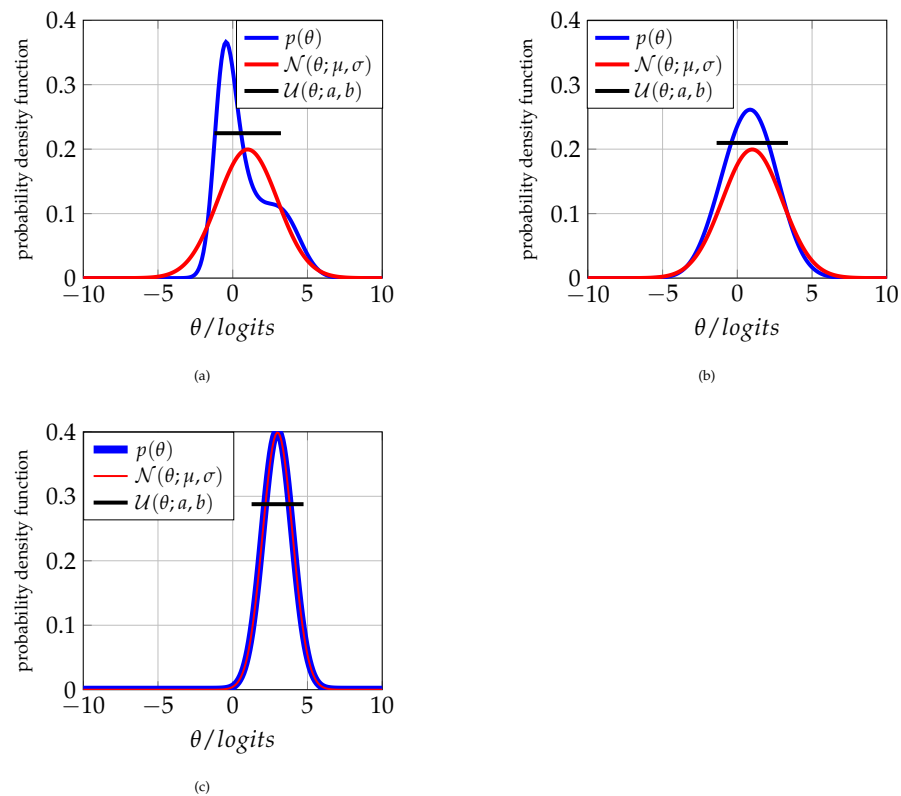 0.4
0.3
0.2
0.1
0
probability density function
p(θ)
𝒩(θ; μ, σ)
𝒰(θ; a, b)
−10 −5 0 5 10
θ/logits
(a)
0.4
0.3
0.2
0.1
0
probability density function
p(θ)
𝒩(θ; μ, σ)
𝒰(θ; a, b)
−10 −5 0 5 10
θ/logits
(b)
0.4
0.3
0.4
0.1
0
probability density function
p(θ)
𝒩(θ; μ, σ)
𝒰(θ; a, b)
−10 −5 0 5 10
θ/logits
(c)